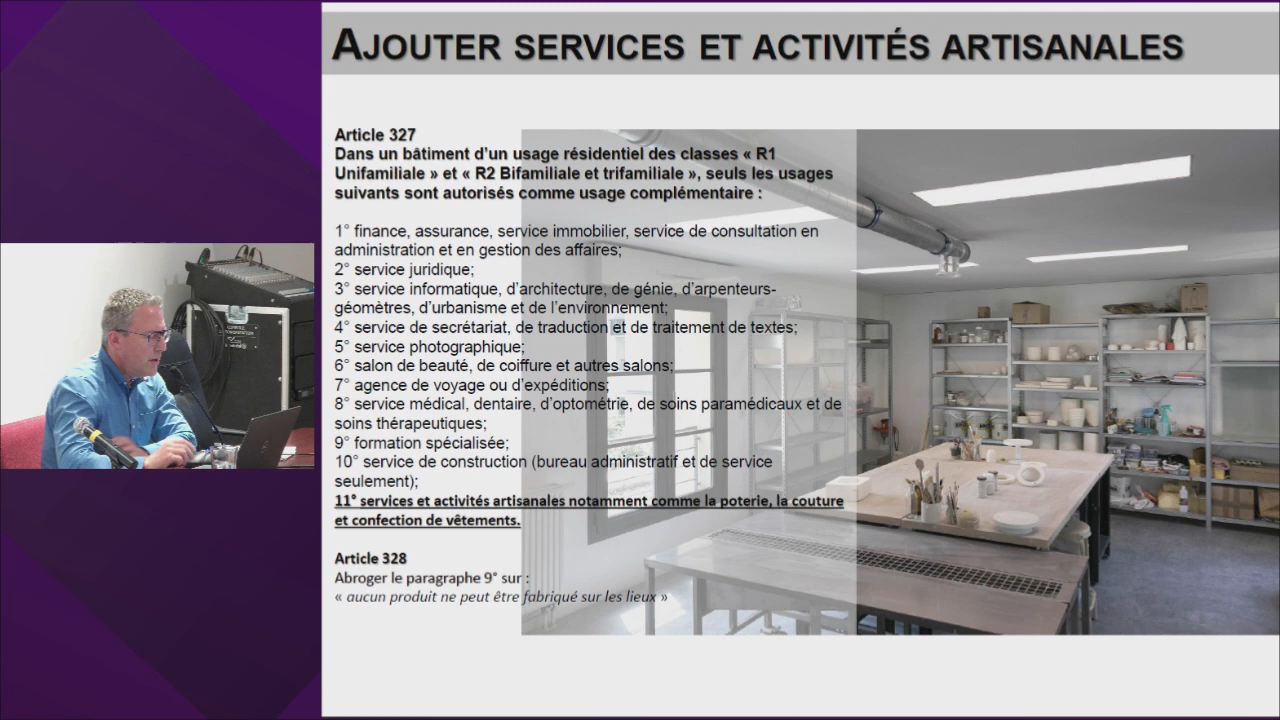 AJOUTER SERVICES ET ACTIVITÉS ARTISANALES
Article 327
Dans un bâtiment d'un usage résidentiel des classes « R1
Unifamiliale » et « R2 Bifamiliale et trifamiliale », seuls les usages
suivants sont autorisés comme usage complémentaire :
1° finance, assurance, service immobilier, service de consultation en
administration et en gestion des affaires;
2° service juridique;
3° service informatique, d'architecture, de génie, d'arpenteurs-
géomètres, d'urbanisme et de l'environnement;
4° service de secrétariat, de traduction et de traitement de textes;
5° service photographique;
6° salon de beauté, de coiffure et autres salons;
7° agence de voyage ou d'expéditions;
8° service médical, dentaire, d'optométrie, de soins paramédicaux et de
soins thérapeutiques;
9° formation spécialisée;
10° service de construction (bureau administratif et de service
seulement);
11° services et activités artisanales notamment comme la poterie, la couture
et confection de vêtements.
Article 328
Abroger le paragraphe 9° sur :
« aucun produit ne peut être fabriqué sur les lieux »